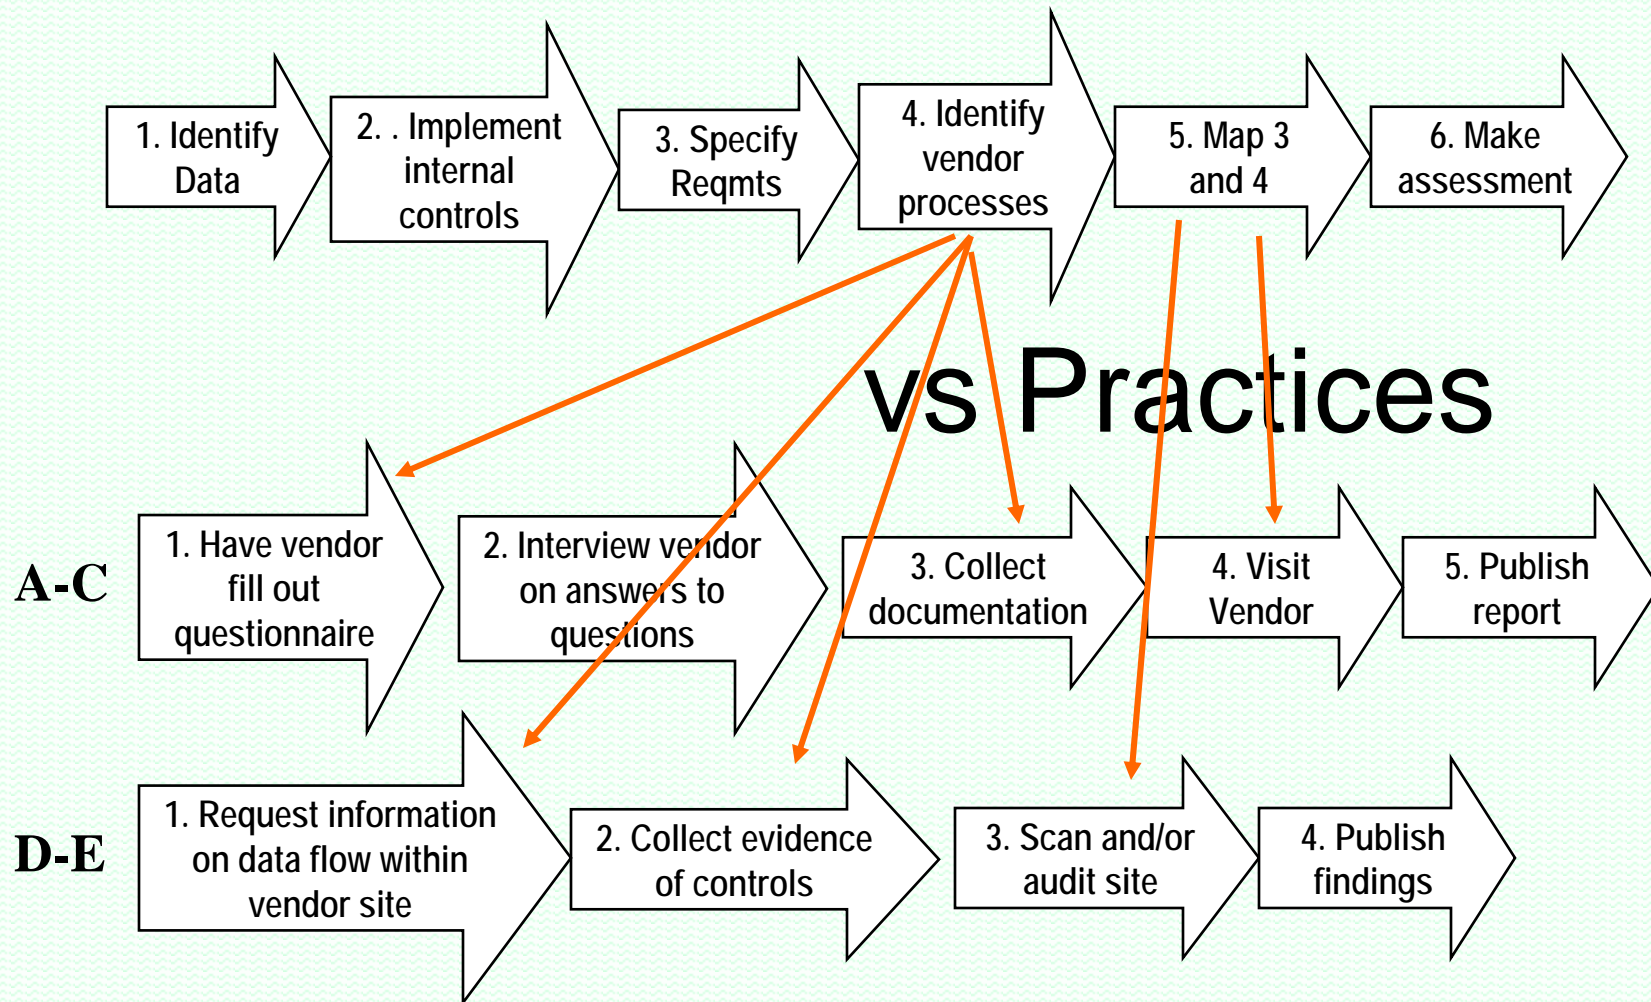 1. Identify
Data
2. . Implement
internal
controls
3. Specify
Reqmts
4. Identify
vendor
processes
5. Map 3
and 4
6. Make
assessment
vs Practices
A-C
1. Have vendor
fill out
questionnaire
2. Interview vendor
on answers to
questions
3. Collect
documentation
4. Visit
Vendor
5. Publish
report
D-E
1. Request information
on data flow within
vendor site
2. Collect evidence
of controls
3. Scan and/or
audit site
4. Publish
findings